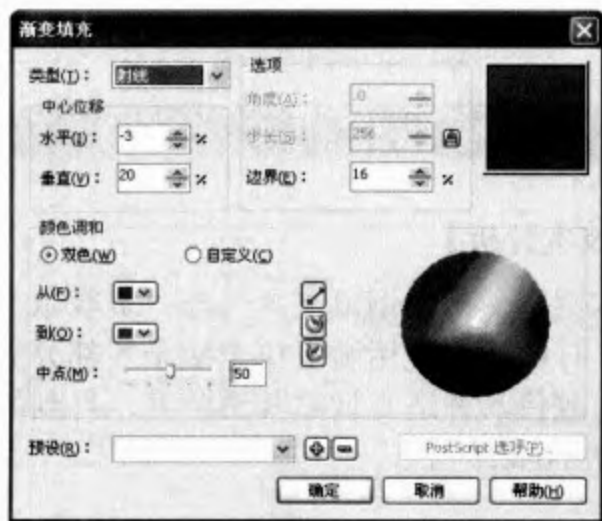 渐变填充
类型(T)： 射线
选项
角度(A)： .0
中心位移
水平(I)： -3 %
步长(S)： 256
垂直(V)： 20 %
边界(E)： 16 %
颜色调和
双色(W) 自定义(C)
从(F)：
到(O)：
中点(M)： 50
预设(R)：
PostScript 选项(P)...
确定 取消 帮助(H)